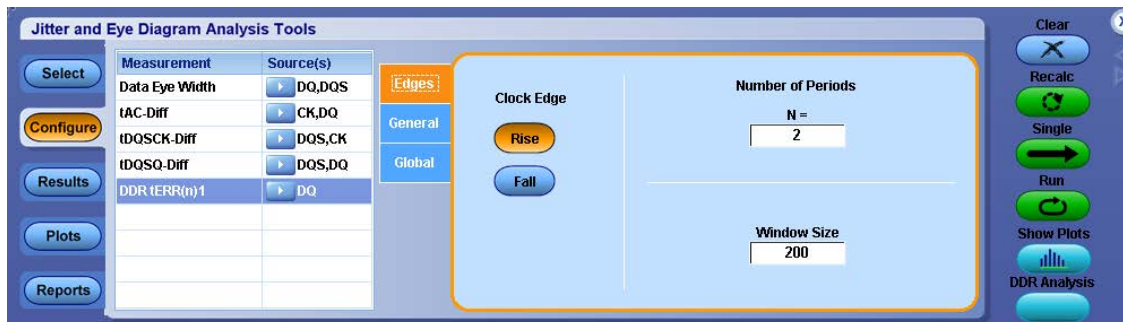 Jitter and Eye Diagram Analysis Tools
Select
Configure
Results
Plots
Reports
Measurement Source(s)
Data Eye Width DQ,DQS
tAC-Diff CK,DQ
tDQSCK-Diff DQS,CK
tDQSQ-Diff DQS,DQ
DDR tERR(n)1 DQ
Edges
General
Global
Clock Edge
Rise
Fall
Number of Periods
N =
2
Window Size
200
Clear
X
Recalc
Single
Run
Show Plots
DDR Analysis